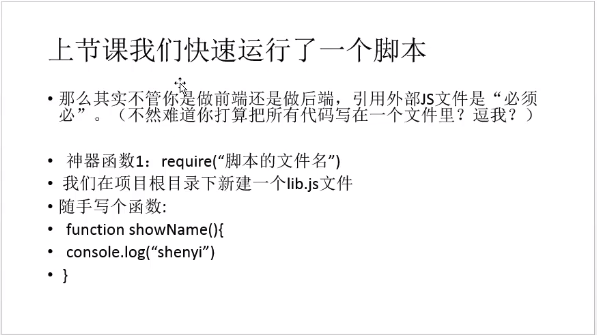 上节课我们快速运行了一个脚本
• 那么其实不管你是做前端还是做后端，引用外部JS文件是“必须
必”。（不然难道你打算把所有代码写在一个文件里？逗我？）
• 神器函数1：require(“脚本的文件名”)
• 我们在项目根目录下新建一个lib.js文件
• 随手写个函数:
• function showName(){
• console.log(“shenyi”)
• }